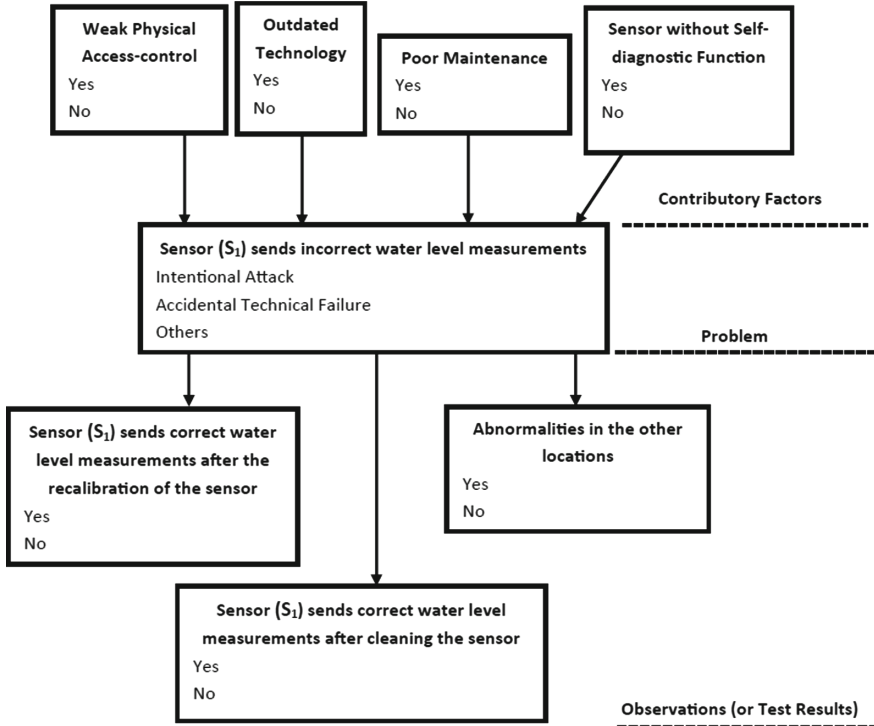 Weak Physical
Access-control
Yes
No
Outdated
Technology
Yes
No
Poor Maintenance
Yes
No
Sensor without Self-
diagnostic Function
Yes
No
Contributory Factors
Sensor (S₁) sends incorrect water level measurements
Intentional Attack
Accidental Technical Failure
Others
Problem
Sensor (S₁) sends correct water
level measurements after the
recalibration of the sensor
Yes
No
Abnormalities in the other
locations
Yes
No
Sensor (S₁) sends correct water level
measurements after cleaning the sensor
Yes
No
Observations (or Test Results)